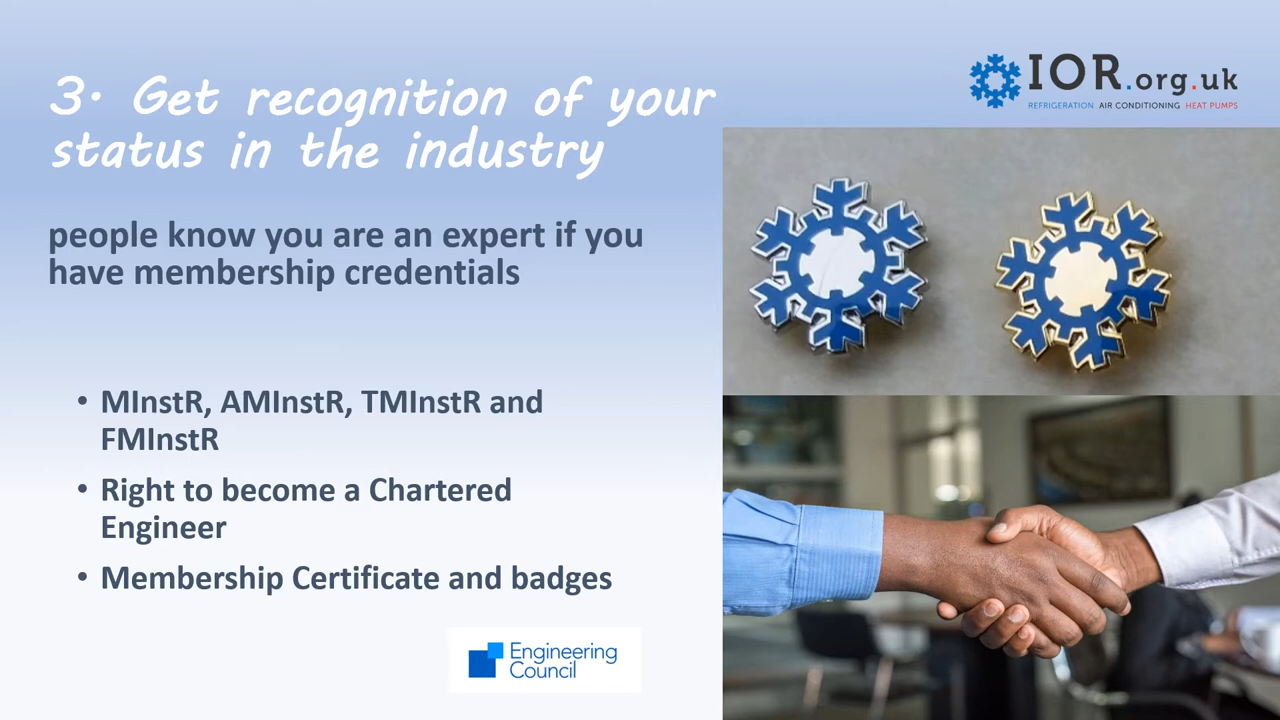 3. Get recognition of your
status in the industry
IOR.org.uk
REFRIGERATION AIR CONDITIONING HEAT PUMPS
people know you are an expert if you
have membership credentials
• MInstR, AMInstR, TMInstR and
FMInstR
• Right to become a Chartered
Engineer
• Membership Certificate and badges
Engineering
Council